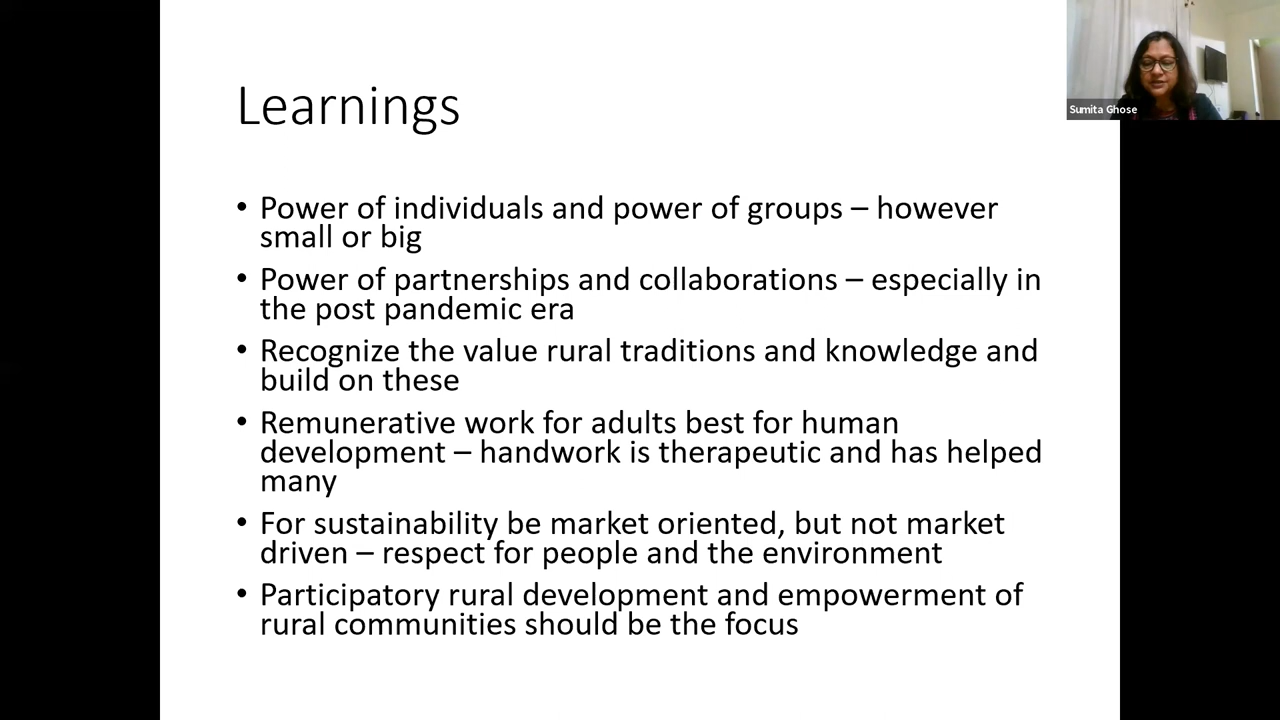 Learnings
• Power of individuals and power of groups – however
small or big
• Power of partnerships and collaborations – especially in
the post pandemic era
• Recognize the value rural traditions and knowledge and
build on these
• Remunerative work for adults best for human
development – handwork is therapeutic and has helped
many
• For sustainability be market oriented, but not market
driven – respect for people and the environment
• Participatory rural development and empowerment of
rural communities should be the focus
Sumita Ghose